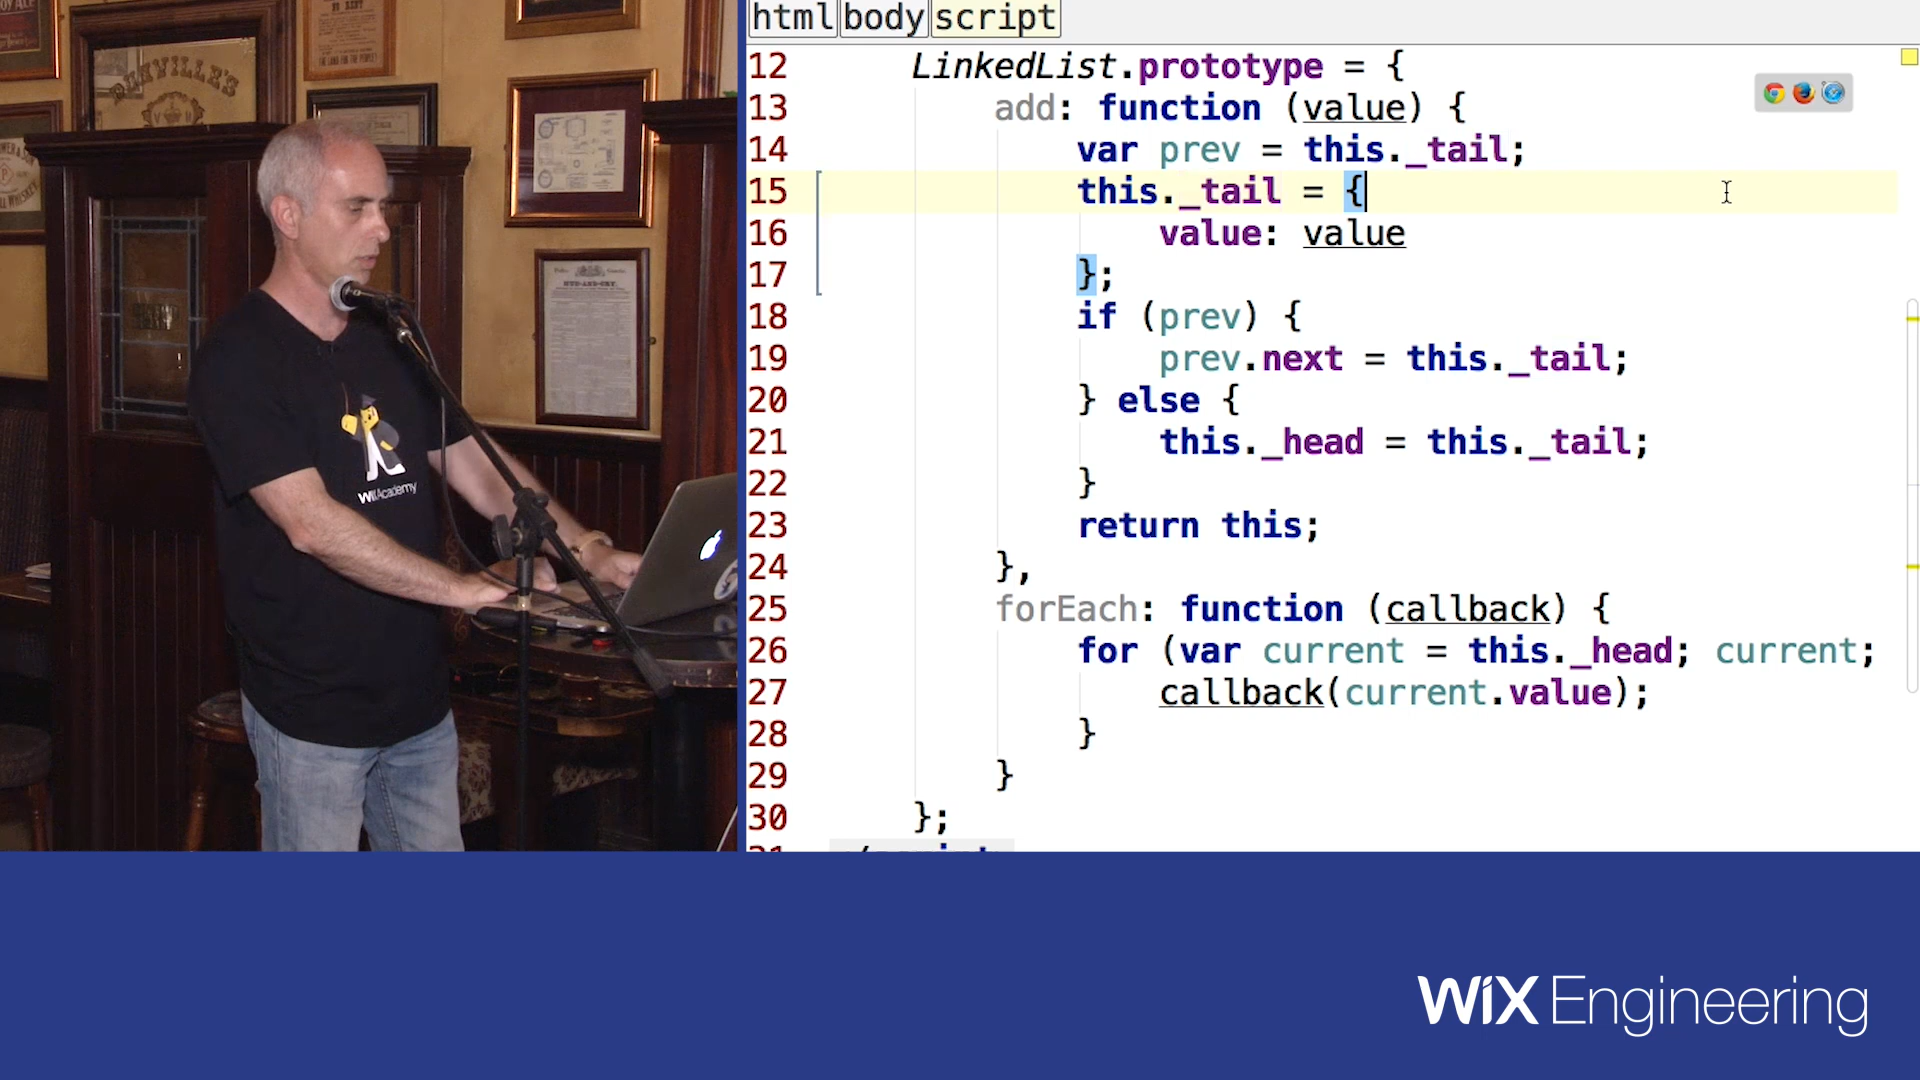 html body script
12 LinkedList.prototype = {
13 add: function (value) {
14 var prev = this._tail;
15 this._tail = {
16 value: value
17 };
18 if (prev) {
19 prev.next = this._tail;
20 } else {
21 this._head = this._tail;
22 }
23 return this;
24 },
25 forEach: function (callback) {
26 for (var current = this._head; current;
27 callback(current.value);
28 }
29 }
30 };
WiX Academy
WiX Engineering